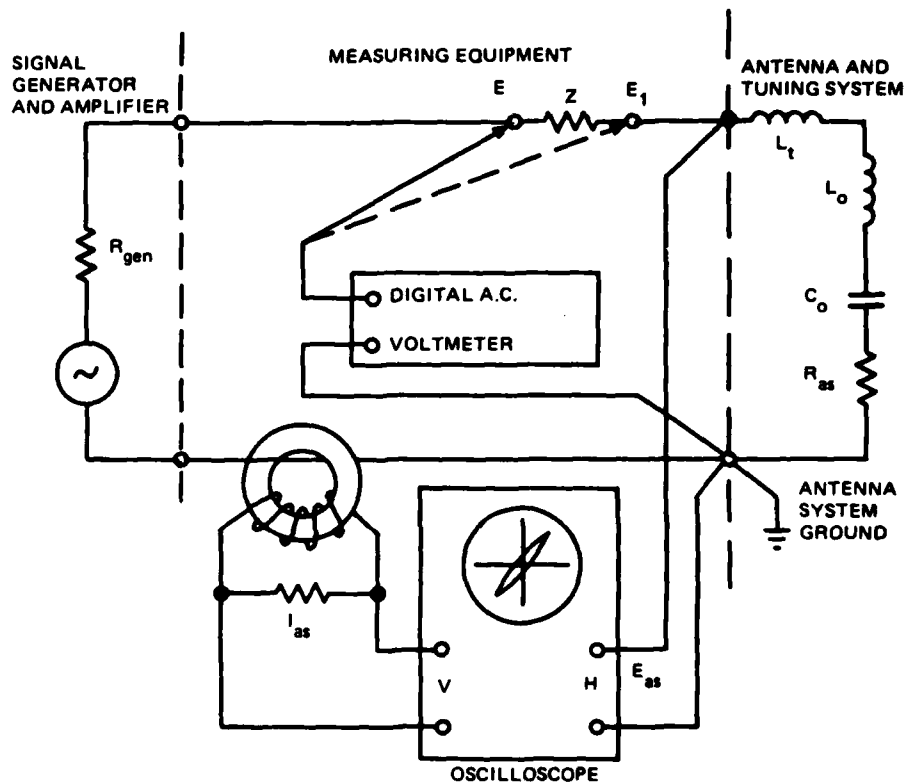 SIGNAL
GENERATOR
AND AMPLIFIER
MEASURING EQUIPMENT
ANTENNA AND
TUNING SYSTEM
E
Z
E1
Lt
Lo
Rgen
DIGITAL A.C.
VOLTMETER
Co
Ras
ANTENNA
SYSTEM
GROUND
Ias
Eas
V
H
OSCILLOSCOPE